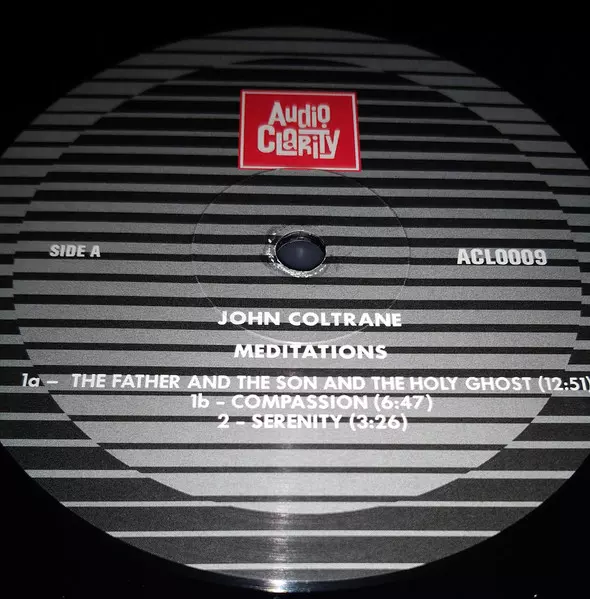 Audio
Clarity
SIDE A
ACL0009
JOHN COLTRANE
MEDITATIONS
1a – THE FATHER AND THE SON AND THE HOLY GHOST (12:51)
1b – COMPASSION (6:47)
2 – SERENITY (3:26)